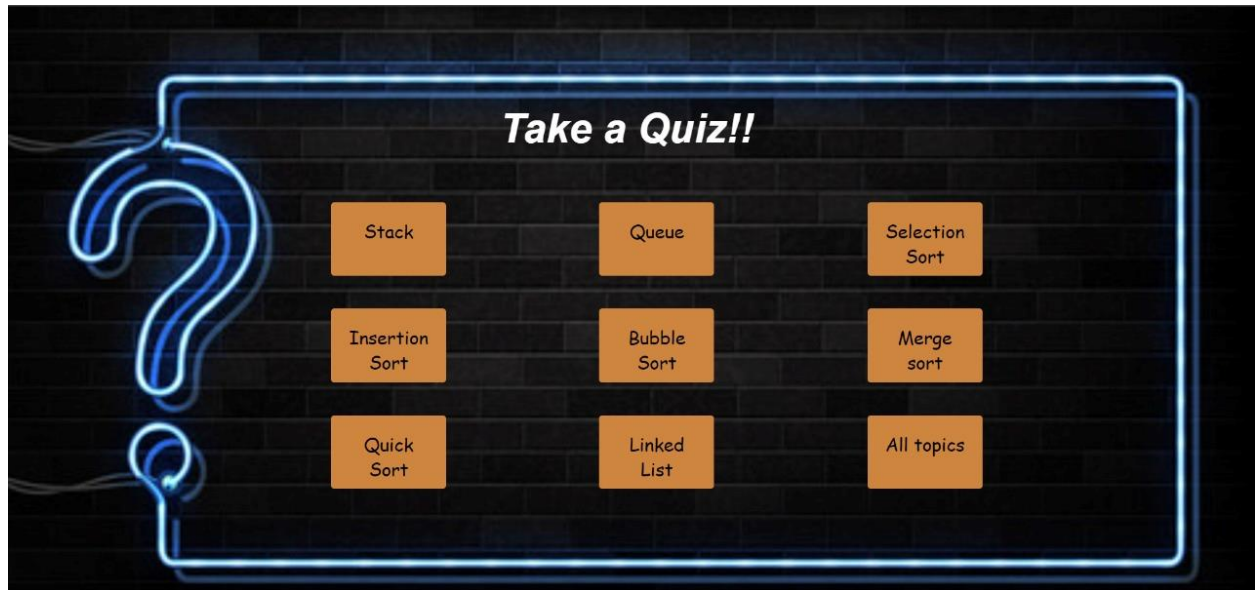 Take a Quiz!!
Stack
Queue
Selection
Sort
Insertion
Sort
Bubble
Sort
Merge
sort
Quick
Sort
Linked
List
All topics